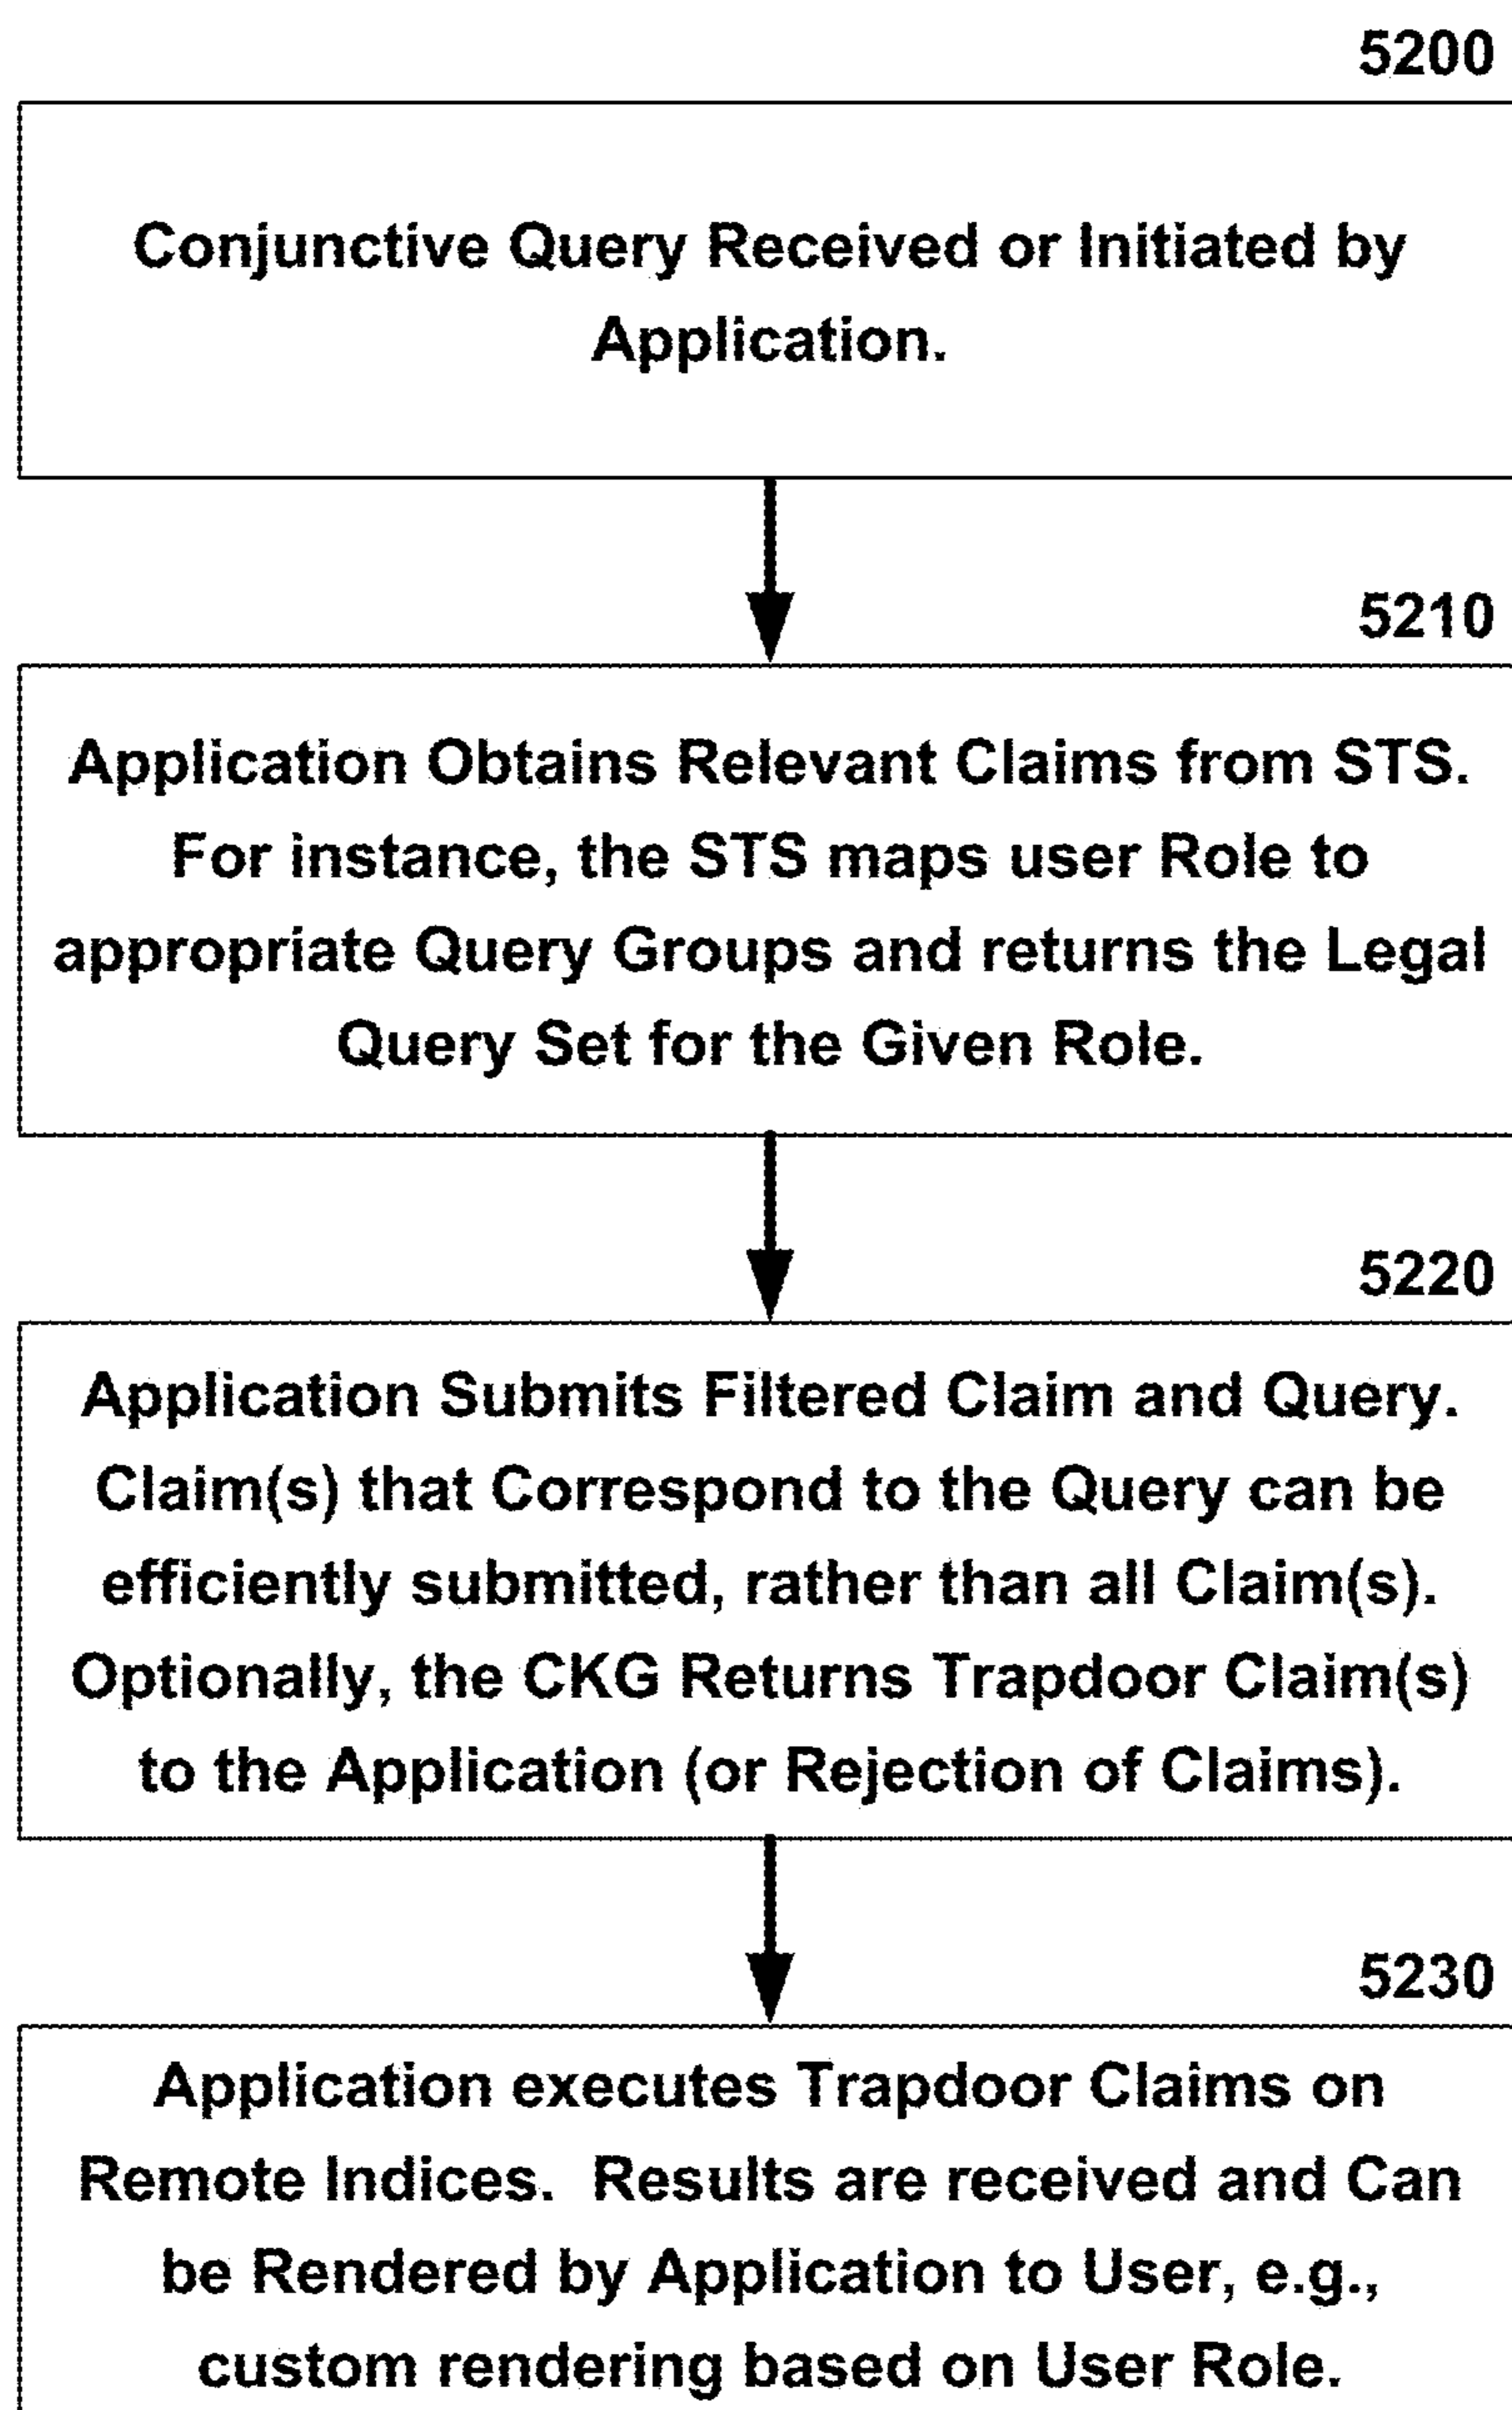 5200
Conjunctive Query Received or Initiated by
Application.
5210
Application Obtains Relevant Claims from STS.
For instance, the STS maps user Role to
appropriate Query Groups and returns the Legal
Query Set for the Given Role.
5220
Application Submits Filtered Claim and Query.
Claim(s) that Correspond to the Query can be
efficiently submitted, rather than all Claim(s).
Optionally, the CKG Returns Trapdoor Claim(s)
to the Application (or Rejection of Claims).
5230
Application executes Trapdoor Claims on
Remote Indices.  Results are received and Can
be Rendered by Application to User, e.g.,
custom rendering based on User Role.